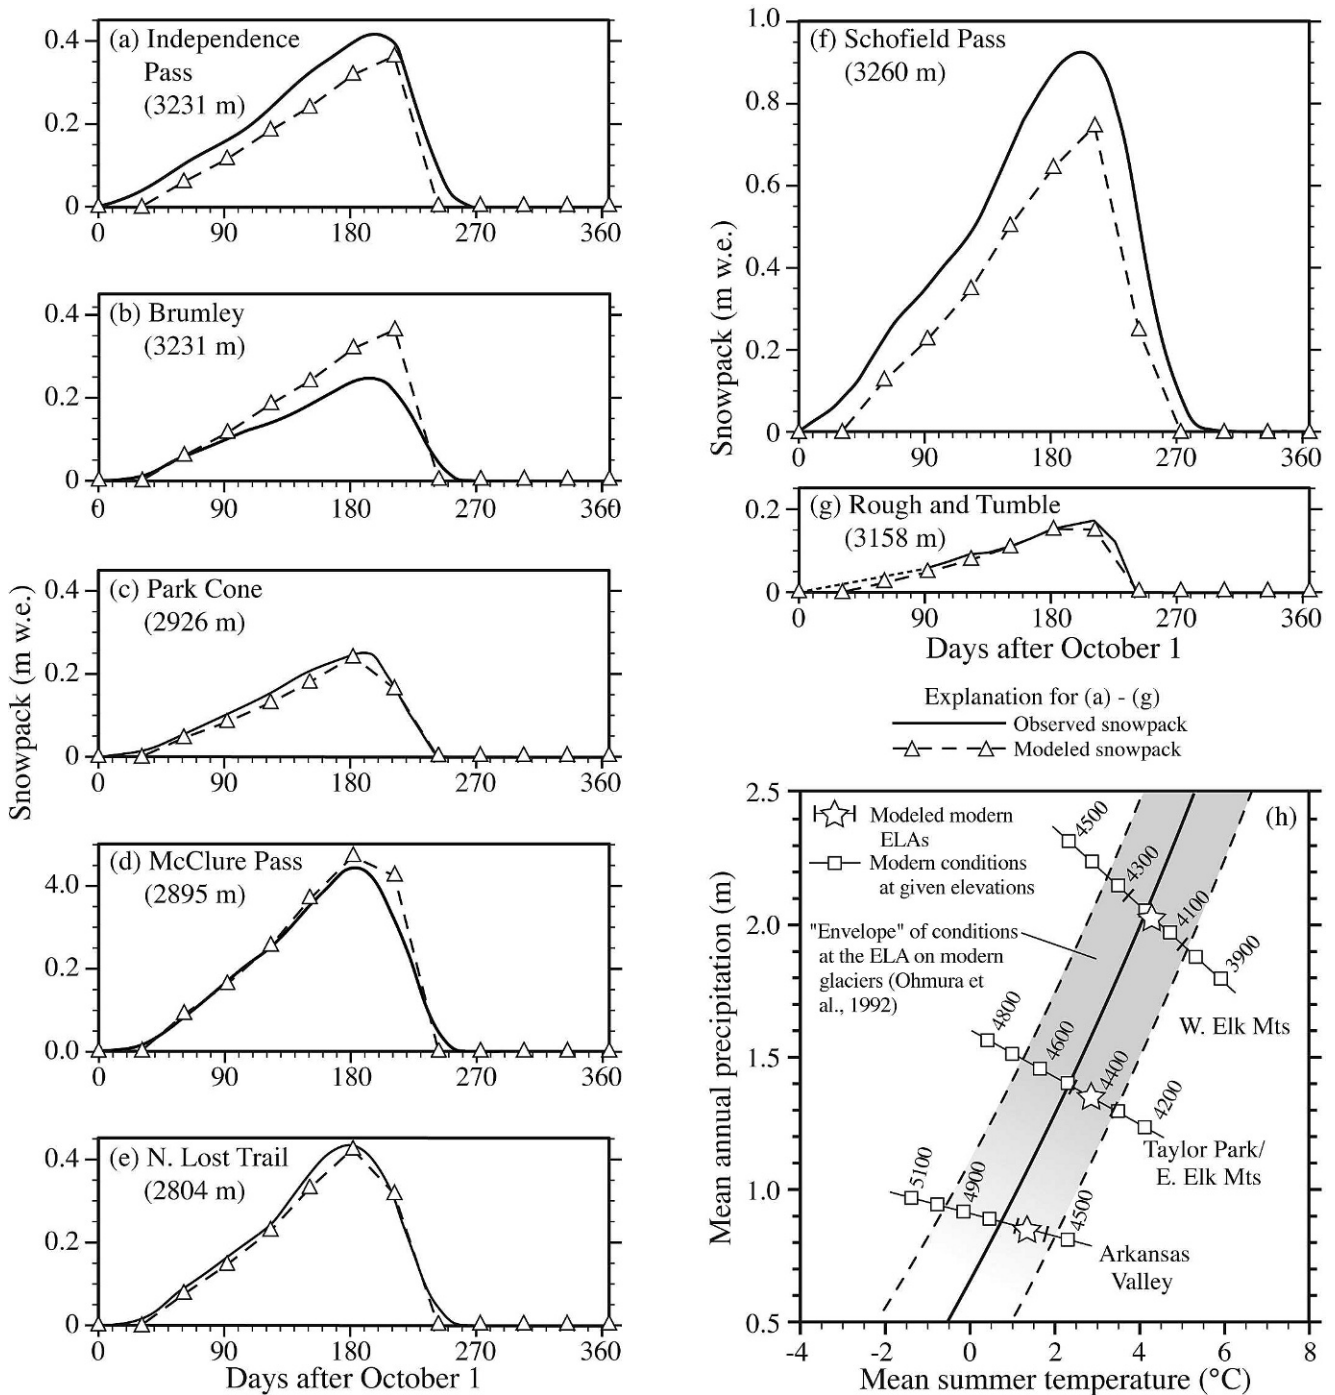 (a) Independence
Pass
(3231 m)
0.4
0.2
0
0 90 180 270 360
(b) Brumley
(3231 m)
0.4
0.2
0
0 90 180 270 360
(c) Park Cone
(2926 m)
0.4
0.2
0
0 90 180 270 360
(d) McClure Pass
(2895 m)
4.0
0.2
0.0
0 90 180 270 360
(e) N. Lost Trail
(2804 m)
0.4
0.2
0
0 90 180 270 360
Days after October 1
Snowpack (m w.e.)
(f) Schofield Pass
(3260 m)
1.0
0.8
0.6
0.4
0.2
0
0 90 180 270 360
Snowpack (m w.e.)
(g) Rough and Tumble
(3158 m)
0.2
0
0 90 180 270 360
Days after October 1
Explanation for (a) - (g)
Observed snowpack
Modeled snowpack
(h)
Modeled modern
ELAs
Modern conditions
at given elevations
"Envelope" of conditions
at the ELA on modern
glaciers (Ohmura et
al., 1992)
4500
4300
4100
3900
W. Elk Mts
4800
4600
4400
4200
Taylor Park/
E. Elk Mts
5100
4900
4500
Arkansas
Valley
2.5
2.0
1.5
1.0
0.5
-4 -2 0 2 4 6 8
Mean annual precipitation (m)
Mean summer temperature (°C)